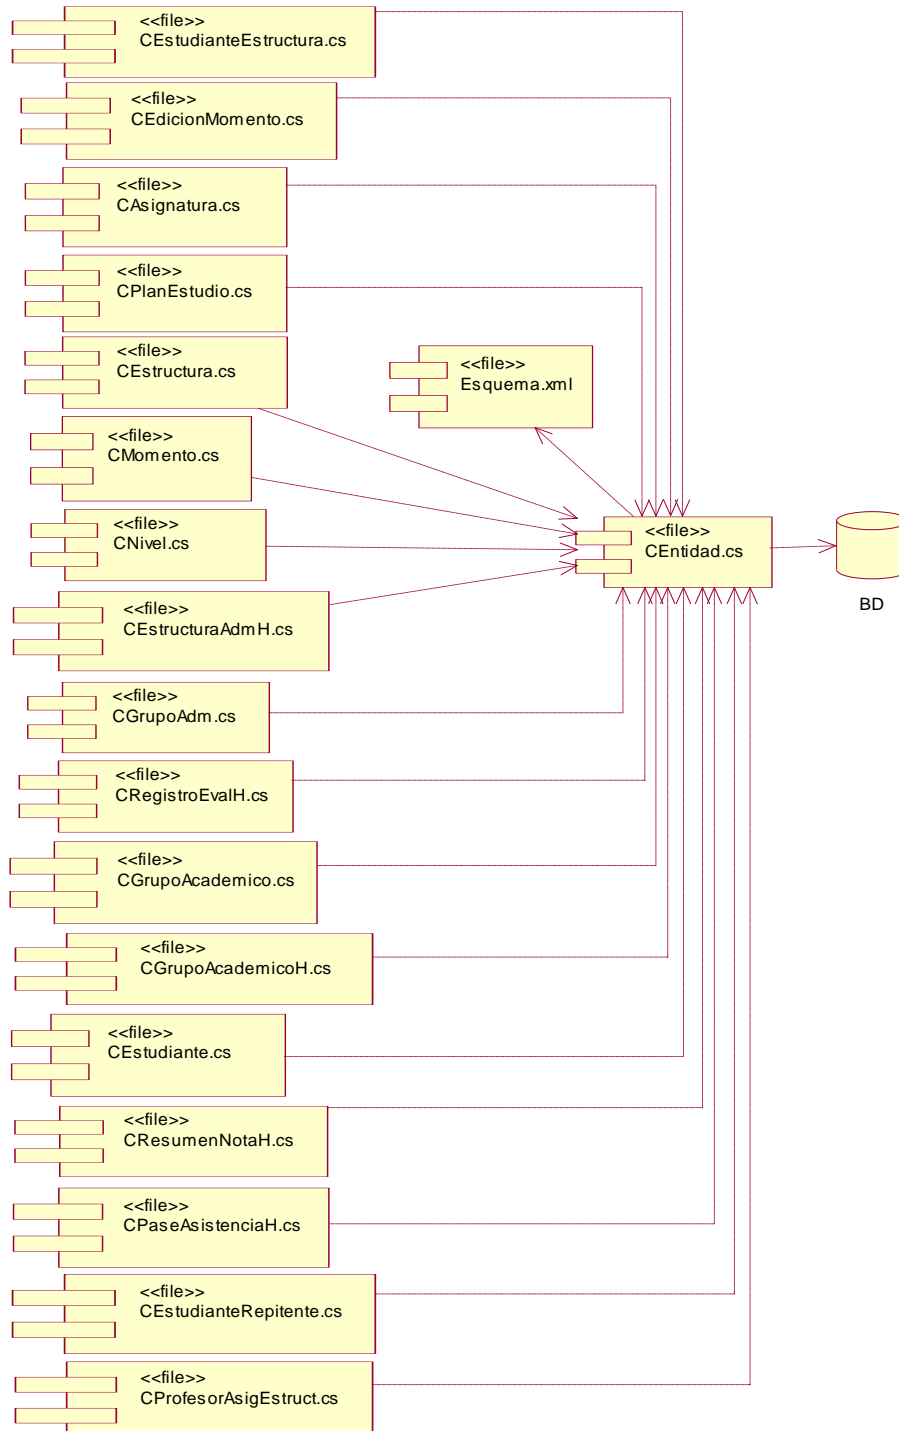 <<file>>
CEstudianteEstructura.cs
<<file>>
CEdicionMomento.cs
<<file>>
CAsignatura.cs
<<file>>
CPlanEstudio.cs
<<file>>
CEstructura.cs
<<file>>
Esquema.xml
<<file>>
CMomento.cs
<<file>>
CNivel.cs
<<file>>
CEntidad.cs
BD
<<file>>
CEstructuraAdmH.cs
<<file>>
CGrupoAdm.cs
<<file>>
CRegistroEvalH.cs
<<file>>
CGrupoAcademico.cs
<<file>>
CGrupoAcademicoH.cs
<<file>>
CEstudiante.cs
<<file>>
CResumenNotaH.cs
<<file>>
CPaseAsistenciaH.cs
<<file>>
CEstudianteRepitente.cs
<<file>>
CProfesorAsigEstruct.cs